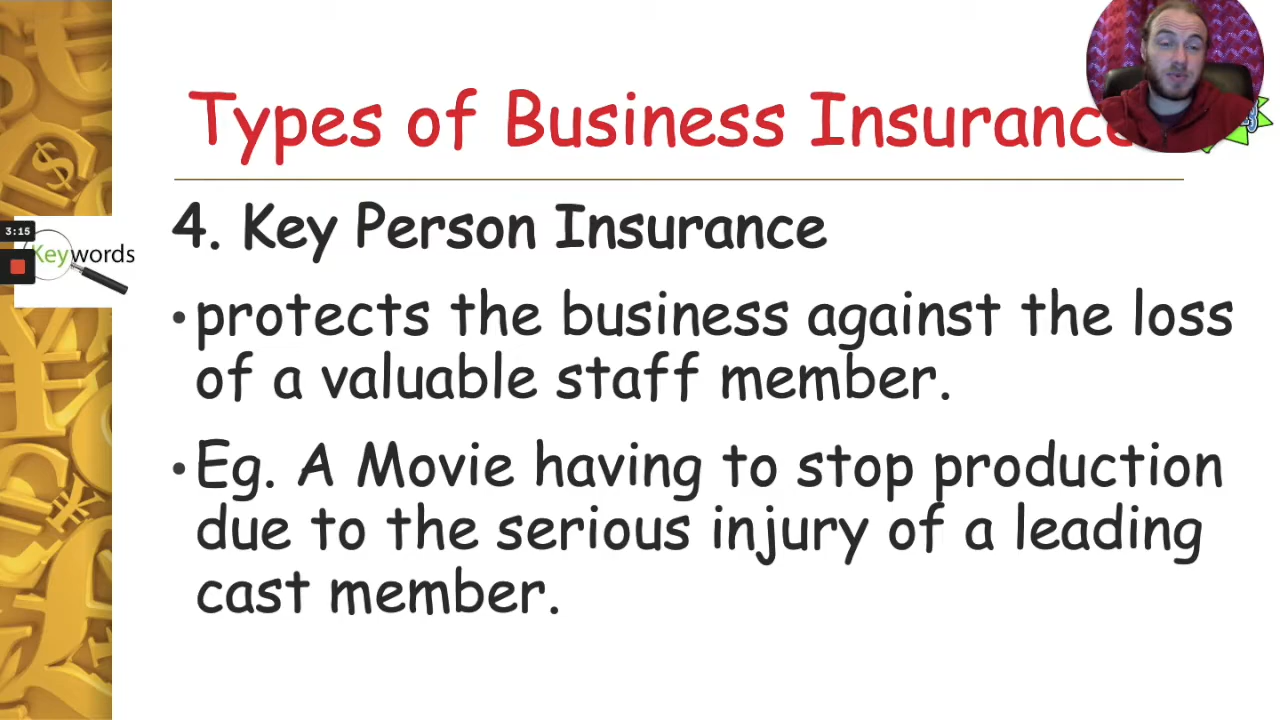 Types of Business Insurance
4. Key Person Insurance
3:15
Keywords
•protects the business against the loss
of a valuable staff member.
•Eg. A Movie having to stop production
due to the serious injury of a leading
cast member.